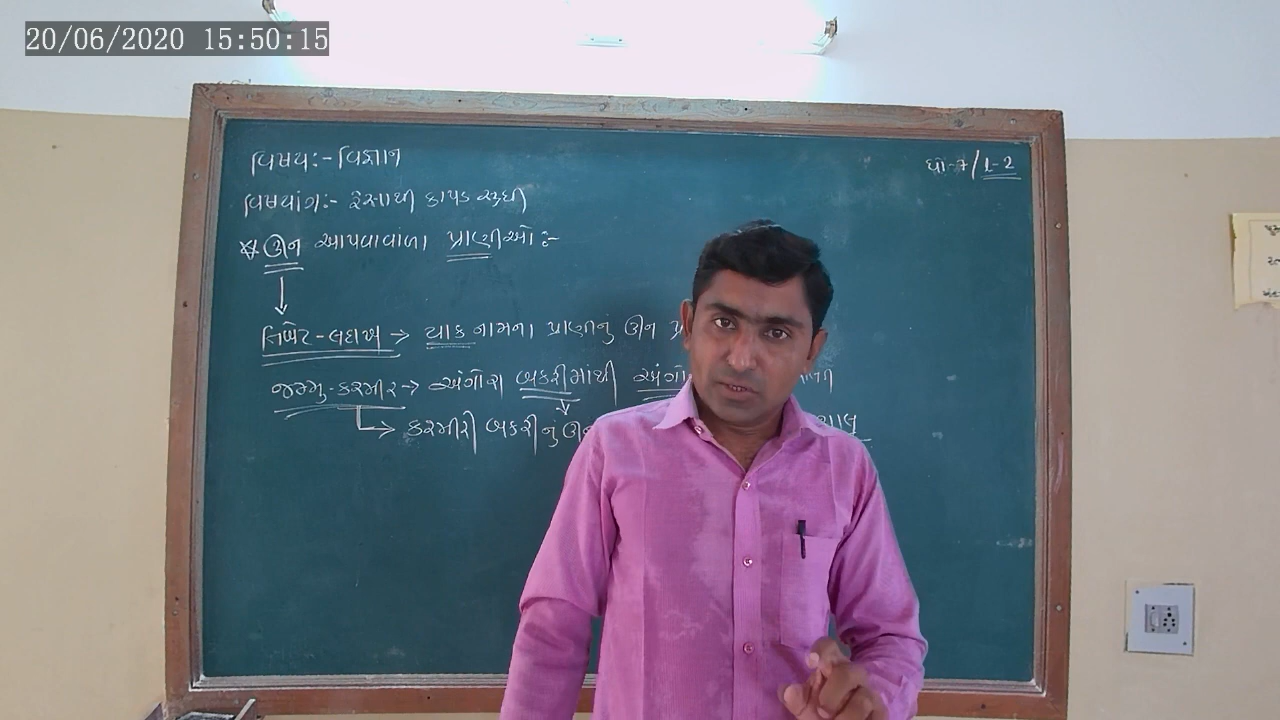 20/06/2020 15:50:15
વિષય:- વિજ્ઞાન
ધો-7/1-2
વિષયાંગ:- રેસાથી કાપડ સુધી
* ઊન આપવાવાળા પ્રાણીઓ:-
તિબેટ-લદાખ → યાક નામના પ્રાણીનું ઊન
જમ્મુ-કશ્મીર → અંગોરા બકરીમાંથી
કશ્મીરી બકરીનું